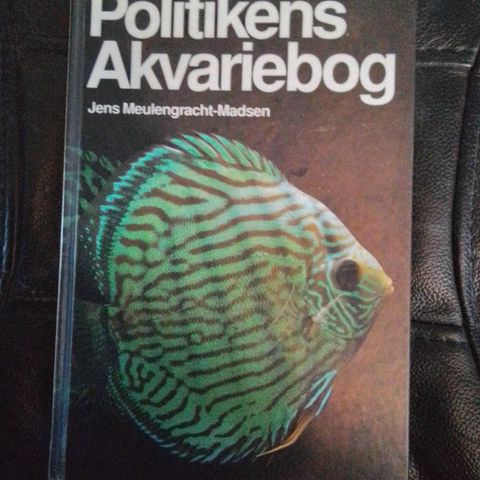 Politikens
Akvariebog
Jens Meulengracht-Madsen